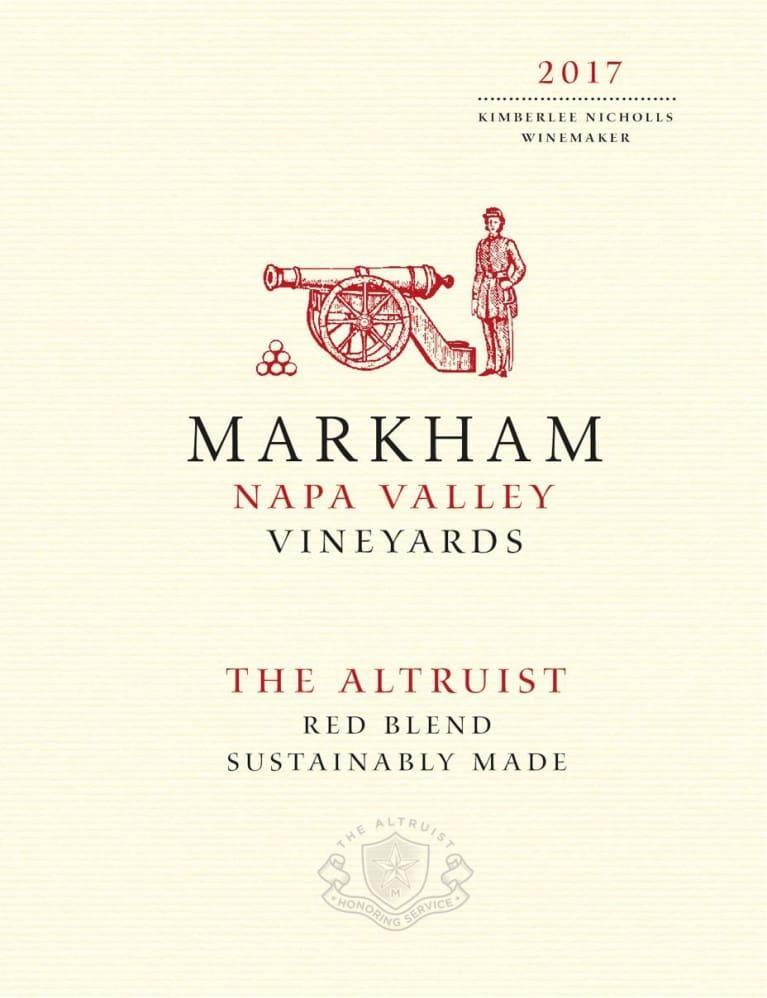 2017
KIMBERLEE NICHOLLS
WINEMAKER
MARKHAM
NAPA VALLEY
VINEYARDS
THE ALTRUIST
RED BLEND
SUSTAINABLY MADE
THE ALTRUIST
M
HONORING SERVICE